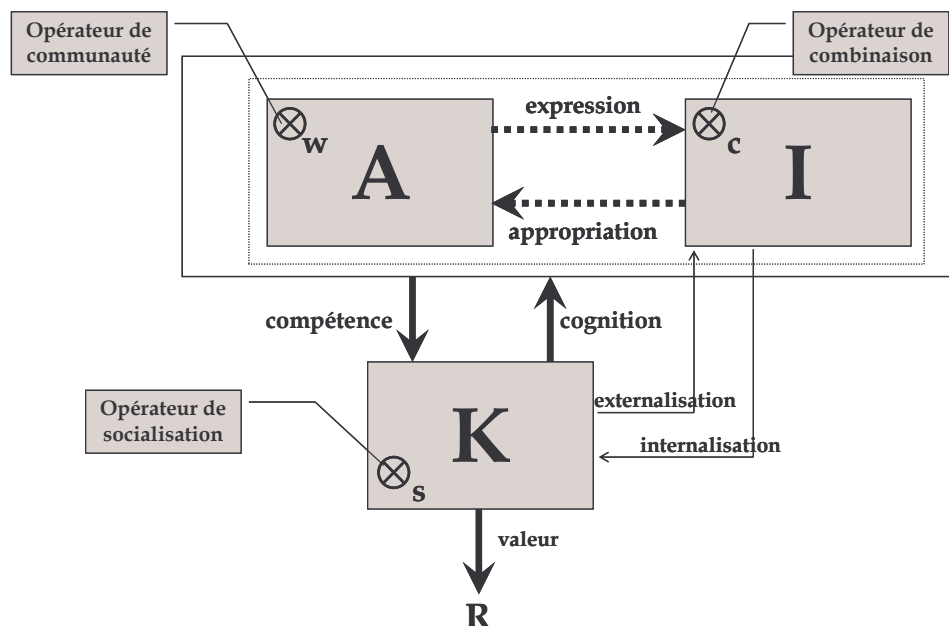 Opérateur de
communauté
Opérateur de
combinaison
expression
w
A
c
I
appropriation
compétence
cognition
Opérateur de
socialisation
K
s
externalisation
internalisation
valeur
R